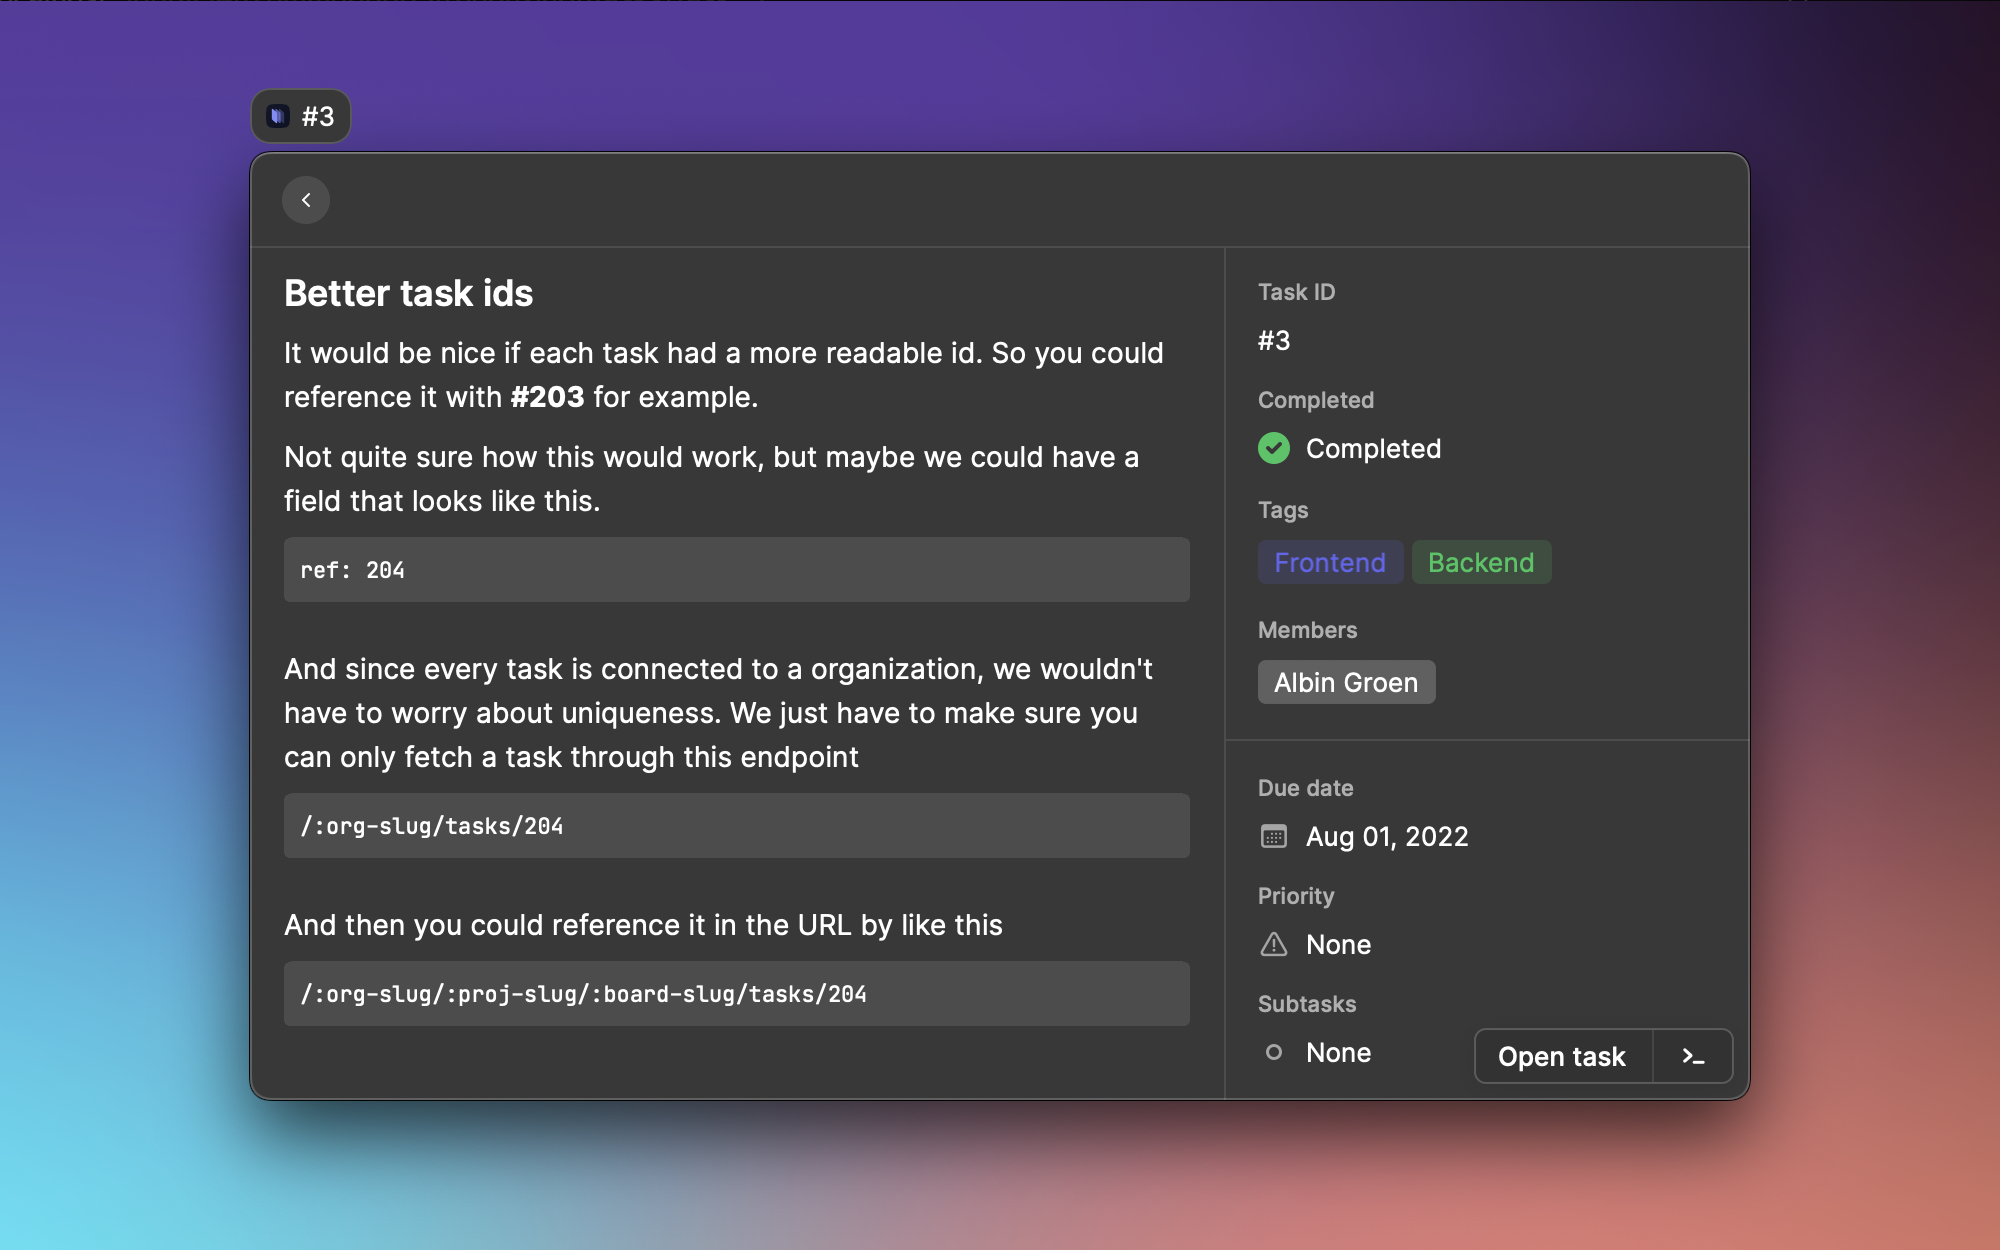 #3
Better task ids
It would be nice if each task had a more readable id. So you could
reference it with #203 for example.
Not quite sure how this would work, but maybe we could have a
field that looks like this.
ref: 204
And since every task is connected to a organization, we wouldn't
have to worry about uniqueness. We just have to make sure you
can only fetch a task through this endpoint
/:org-slug/tasks/204
And then you could reference it in the URL by like this
/:org-slug/:proj-slug/:board-slug/tasks/204
Task ID
#3
Completed
Completed
Tags
Frontend Backend
Members
Albin Groen
Due date
Aug 01, 2022
Priority
None
Subtasks
None
Open task